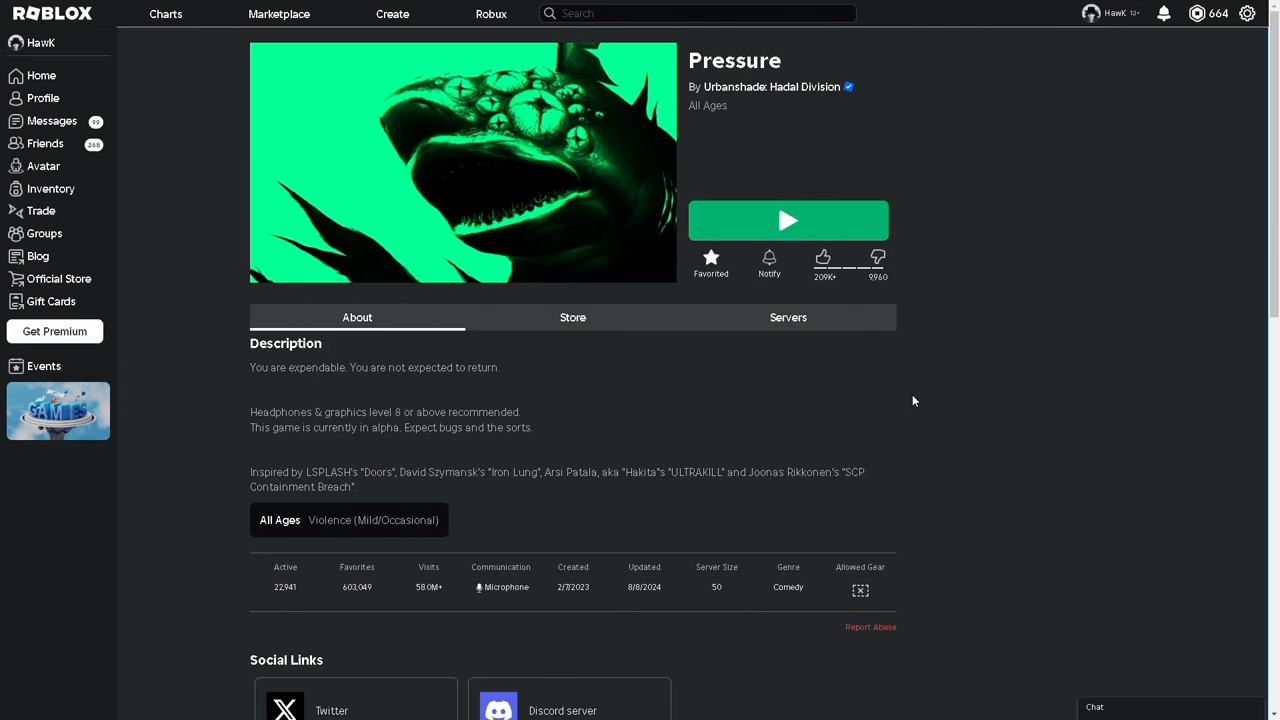 ROBLOX
Charts
Marketplace
Create
Robux
Search
HawK 13+
664
HawK
Home
Profile
Messages 99
Friends 368
Avatar
Inventory
Trade
Groups
Blog
Official Store
Gift Cards
Get Premium
Events
GAMES
Pressure
By Urbanshade: Hadal Division
All Ages
Favorited
Notify
209K+
9,960
About
Store
Servers
Description
You are expendable. You are not expected to return.
Headphones & graphics level 8 or above recommended.
This game is currently in alpha. Expect bugs and the sorts.
Inspired by LSPLASH's "Doors", David Szymansk's "Iron Lung", Arsi Patala, aka "Hakita"s "ULTRAKILL" and Joonas Rikkonen's "SCP:
Containment Breach".
All Ages Violence (Mild/Occasional)
Active Favorites Visits Communication Created Updated Server Size Genre Allowed Gear
22,941 603,049 58.0M+ Microphone 2/7/2023 8/8/2024 50 Comedy
Report Abuse
Social Links
Twitter
Discord server
Chat